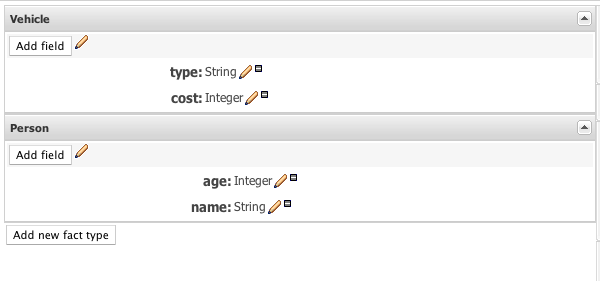 Vehicle
Add field
type: String
cost: Integer
Person
Add field
age: Integer
name: String
Add new fact type